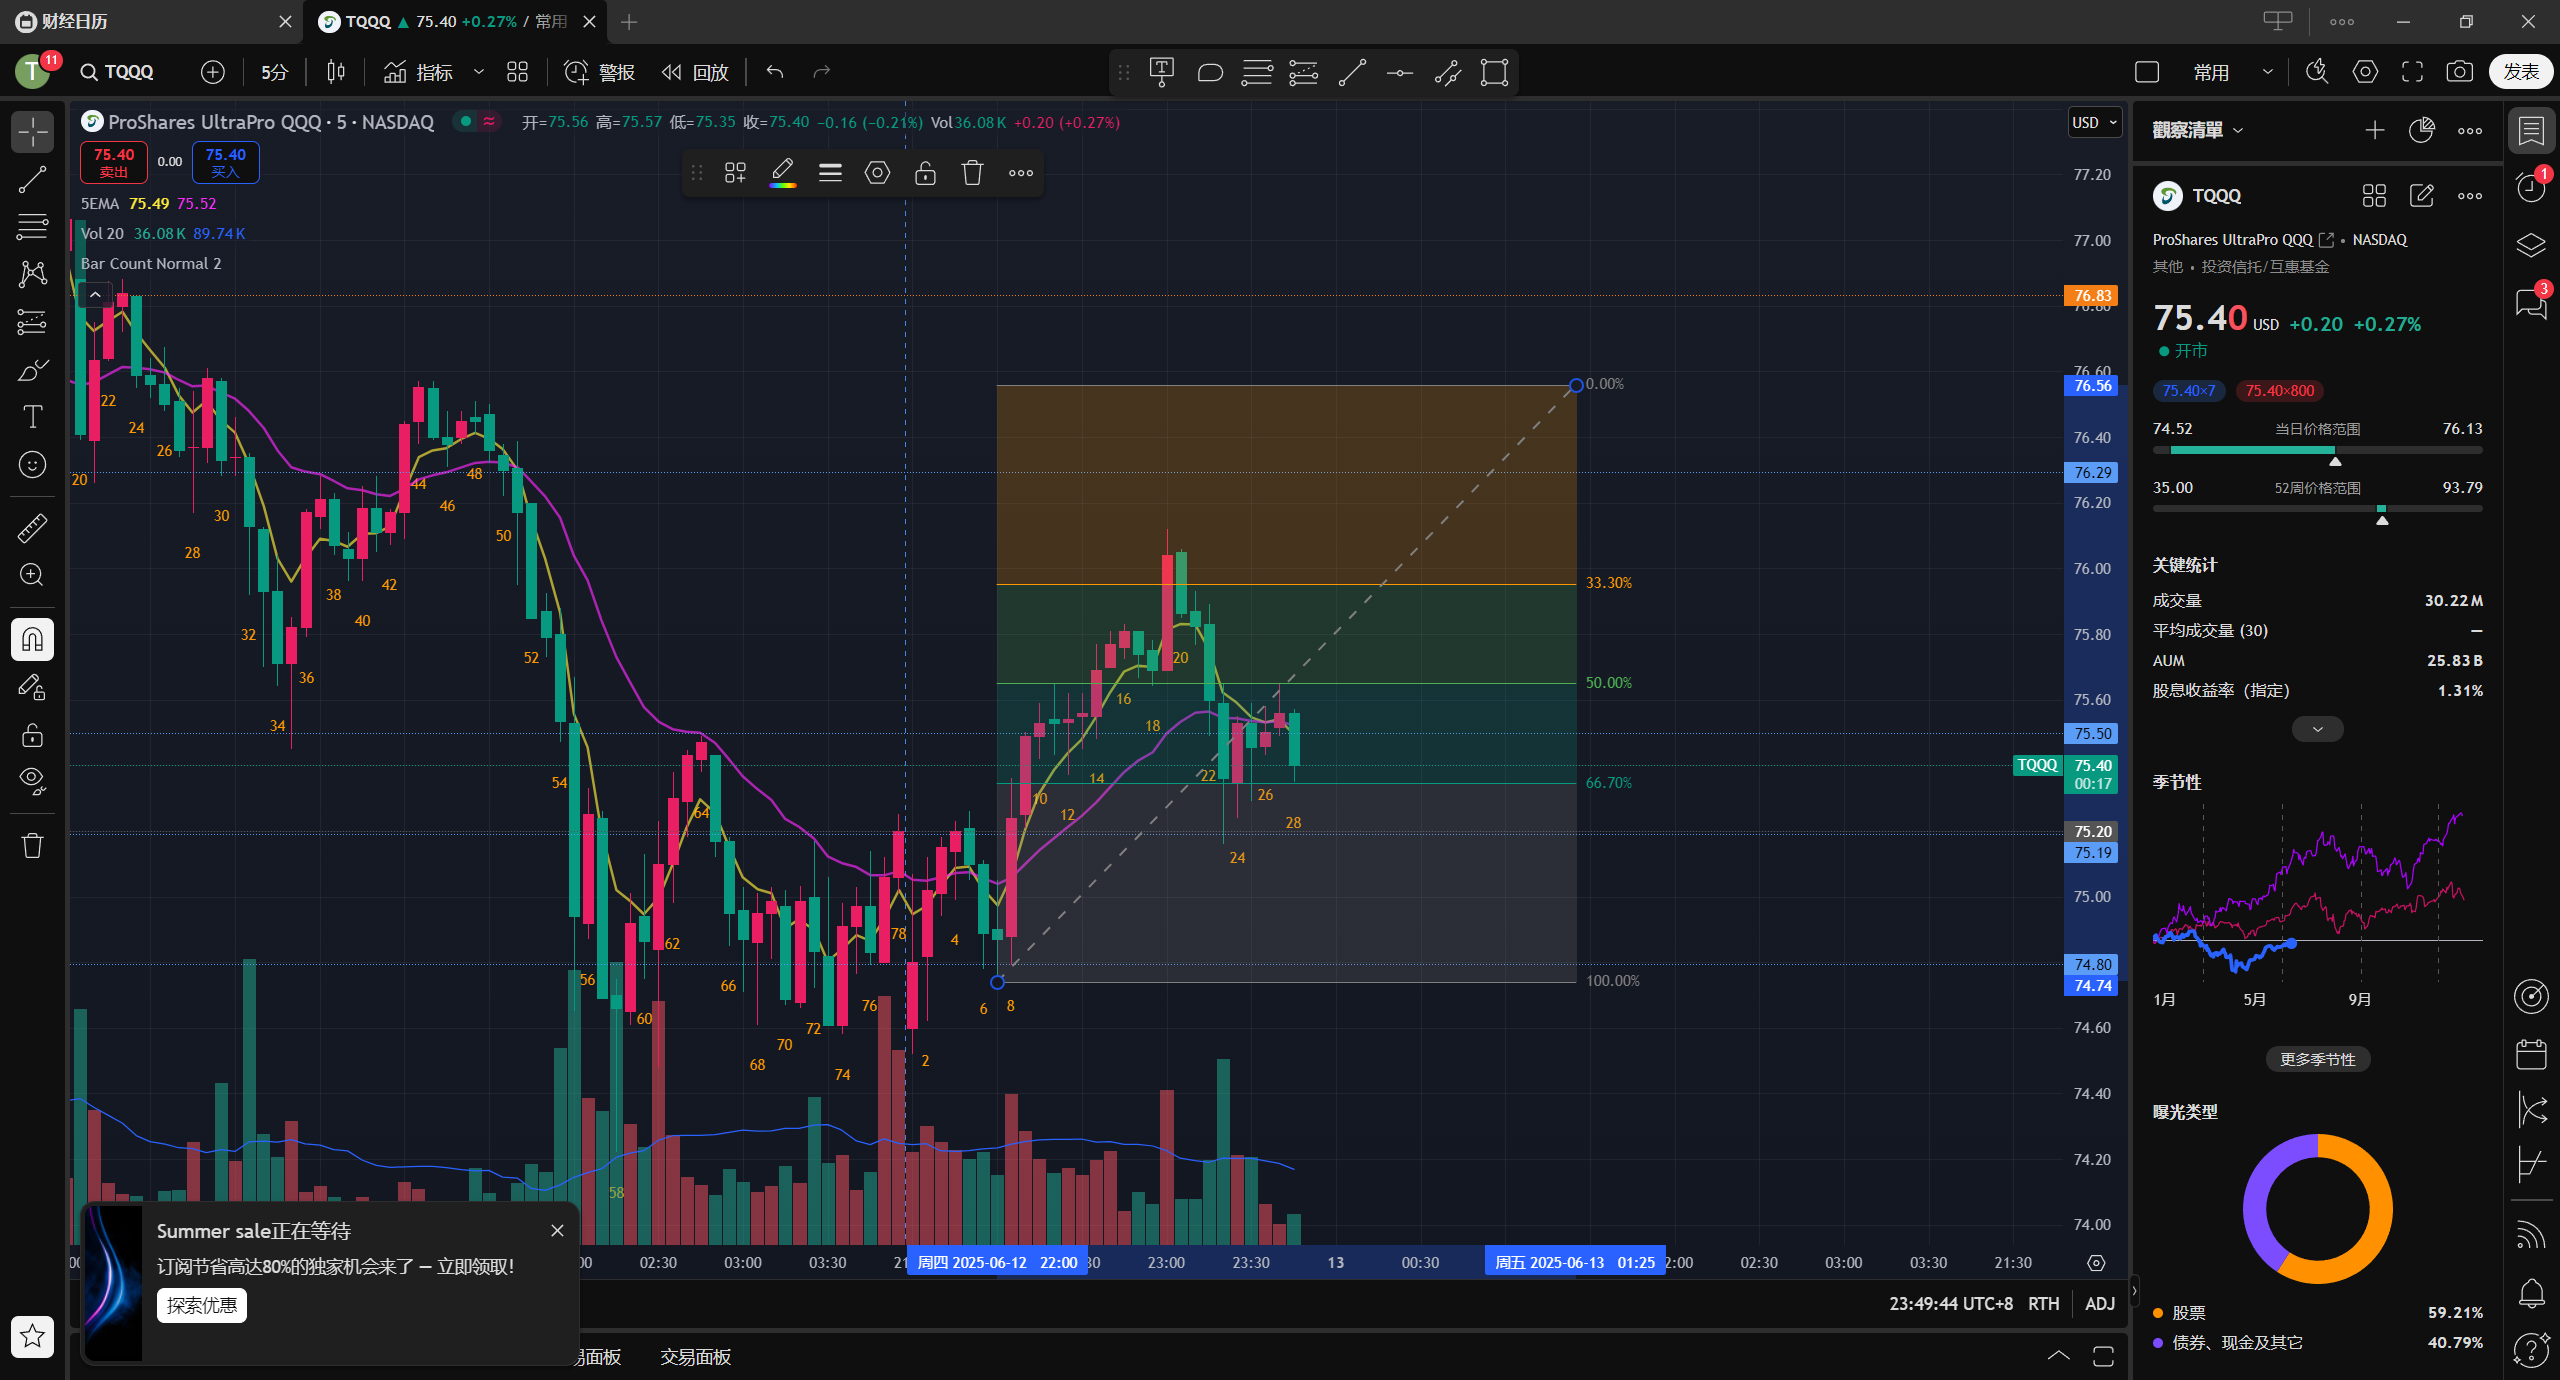 财经日历
TQQQ ▲ 75.40 +0.27% / 常用
T 11
TQQQ
5分
指标
警报
回放
常用
发表
ProShares UltraPro QQQ · 5 · NASDAQ
开=75.56 高=75.57 低=75.35 收=75.40 −0.16 (−0.21%) Vol36.08 K +0.20 (+0.27%)
USD
75.40
卖出
0.00
75.40
买入
5EMA 75.49 75.52
Vol 20 36.08 K 89.74 K
Bar Count Normal 2
20
22
24
26
28
30
32
34
36
38
40
42
44
46
48
50
52
54
56
58
60
62
64
66
68
70
72
74
76
78
2
4
6
8
10
12
14
16
18
20
22
24
26
28
0.00%
33.30%
50.00%
66.70%
100.00%
77.20
77.00
76.83
76.80
76.60
76.56
76.40
76.29
76.20
76.00
75.80
75.60
75.50
TQQQ 75.40
00:17
75.20
75.19
75.00
74.80
74.74
74.60
74.40
74.20
74.00
02:30
03:00
03:30
周四 2025-06-12 22:00
23:00
23:30
13
00:30
周五 2025-06-13 01:25
2:00
02:30
03:00
03:30
21:30
23:49:44 UTC+8 RTH ADJ
Summer sale正在等待
订阅节省高达80%的独家机会来了 – 立即领取！
探索优惠
易面板
交易面板
觀察清單
TQQQ
ProShares UltraPro QQQ • NASDAQ
其他 • 投资信托/互惠基金
75.40 USD +0.20 +0.27%
开市
75.40×7 75.40×800
74.52 当日价格范围 76.13
35.00 52周价格范围 93.79
关键统计
成交量 30.22 M
平均成交量 (30) —
AUM 25.83 B
股息收益率（指定） 1.31%
季节性
1月 5月 9月
更多季节性
曝光类型
股票 59.21%
债券、现金及其它 40.79%
1
3